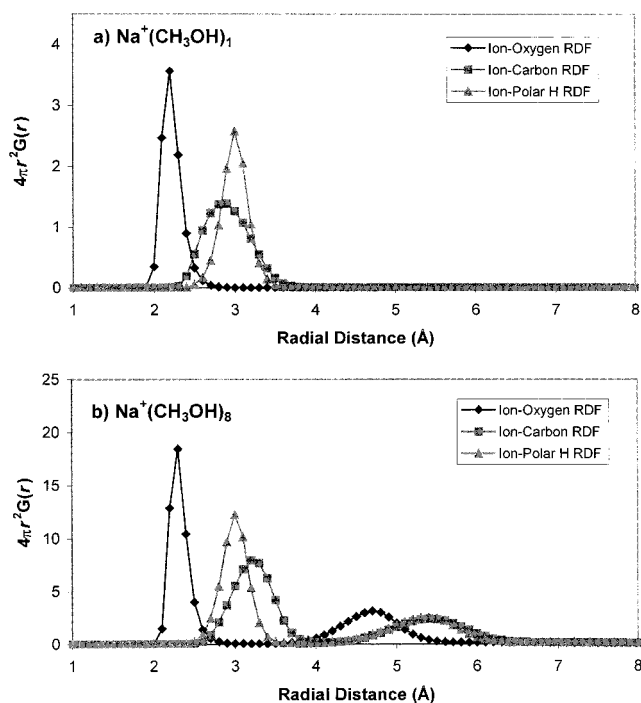 a) Na⁺(CH₃OH)₁
Ion-Oxygen RDF
Ion-Carbon RDF
Ion-Polar H RDF
4πr²G(r)
4
3
2
1
0
1 2 3 4 5 6 7 8
Radial Distance (Å)
b) Na⁺(CH₃OH)₈
Ion-Oxygen RDF
Ion-Carbon RDF
Ion-Polar H RDF
4πr²G(r)
25
20
15
10
5
0
1 2 3 4 5 6 7 8
Radial Distance (Å)